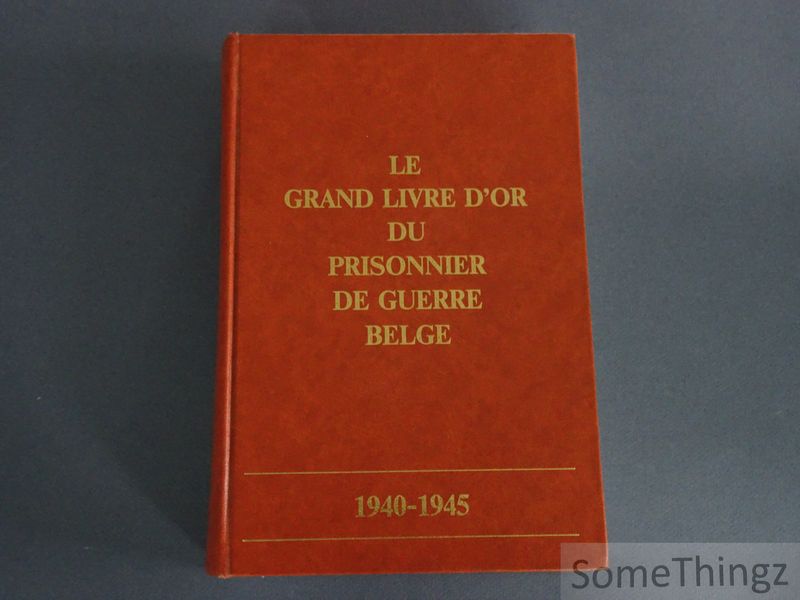 LE
GRAND LIVRE D'OR
DU
PRISONNIER
DE GUERRE
BELGE
1940-1945
SomeThingz